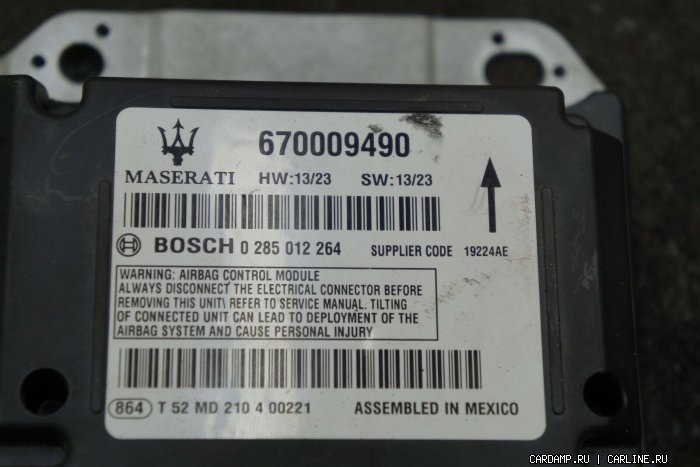 670009490
MASERATI HW:13/23 SW:13/23
BOSCH 0 285 012 264 SUPPLIER CODE 19224AE
WARNING: AIRBAG CONTROL MODULE
ALWAYS DISCONNECT THE ELECTRICAL CONNECTOR BEFORE
REMOVING THIS UNIT\ REFER TO SERVICE MANUAL. TILTING
OF CONNECTED UNIT CAN LEAD TO DEPLOYMENT OF THE
AIRBAG SYSTEM AND CAUSE PERSONAL INJURY
864 T 52 MD 210 4 00221 ASSEMBLED IN MEXICO
CARDAMP.RU | CARLINE.RU